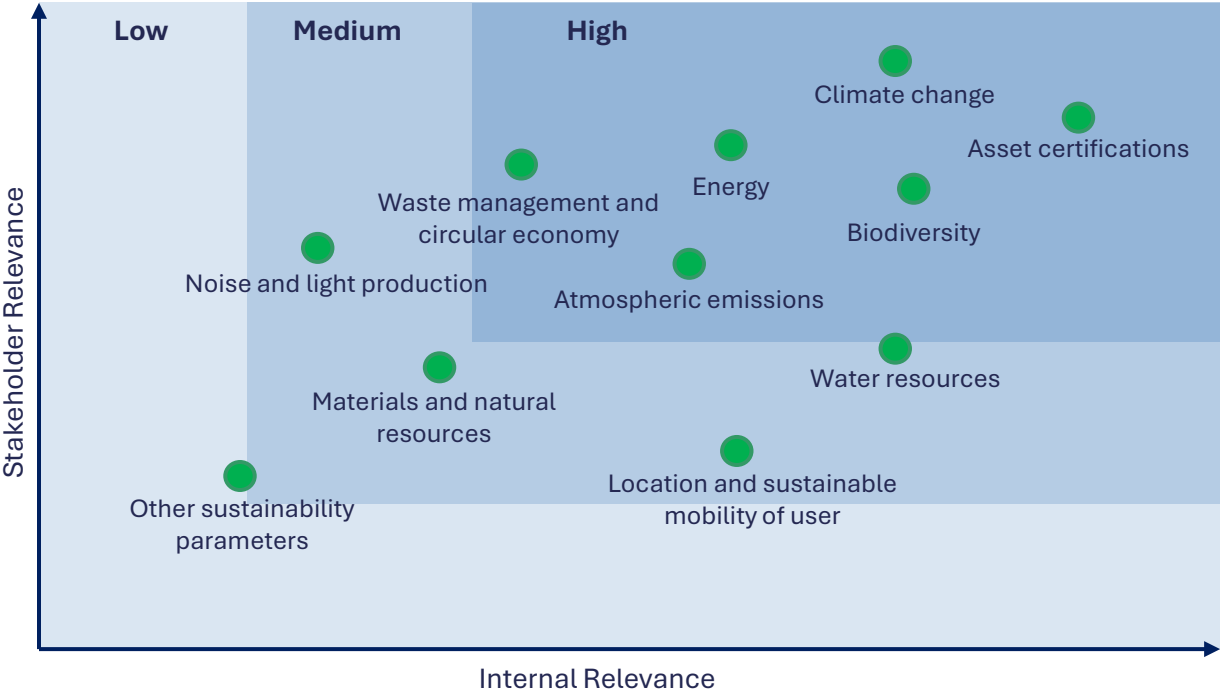 Low
Medium
High
Climate change
Asset certifications
Energy
Waste management and
circular economy
Biodiversity
Noise and light production
Atmospheric emissions
Water resources
Materials and natural
resources
Location and sustainable
mobility of user
Other sustainability
parameters
Stakeholder Relevance
Internal Relevance